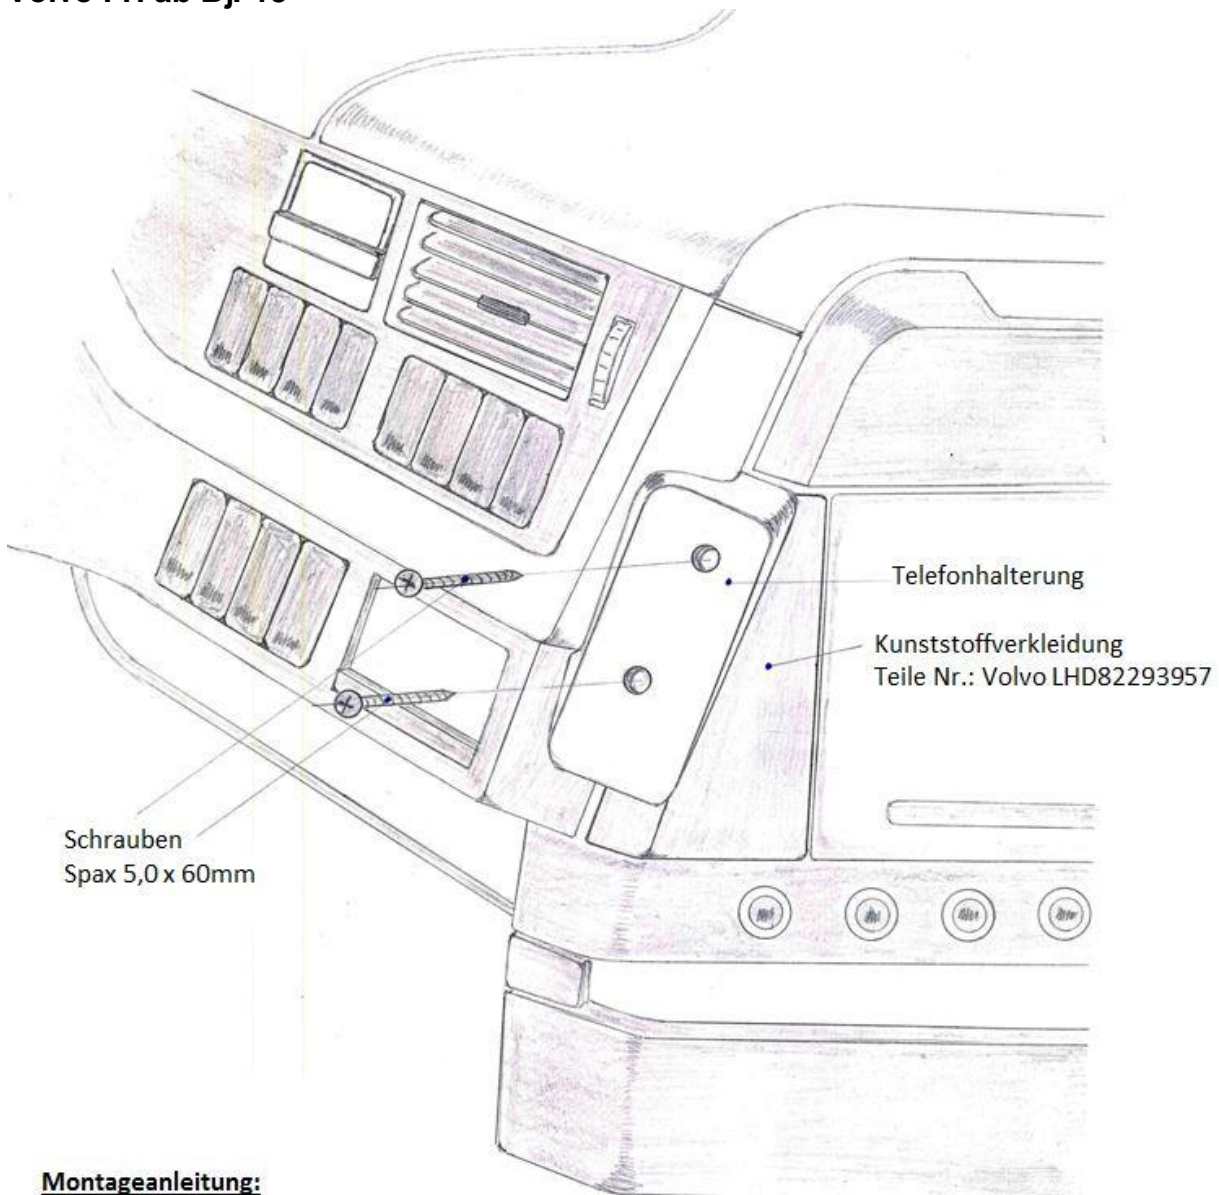 Telefonhalterung
Kunststoffverkleidung
Teile Nr.: Volvo LHD82293957
Schrauben
Spax 5,0 x 60mm
Montageanleitung: